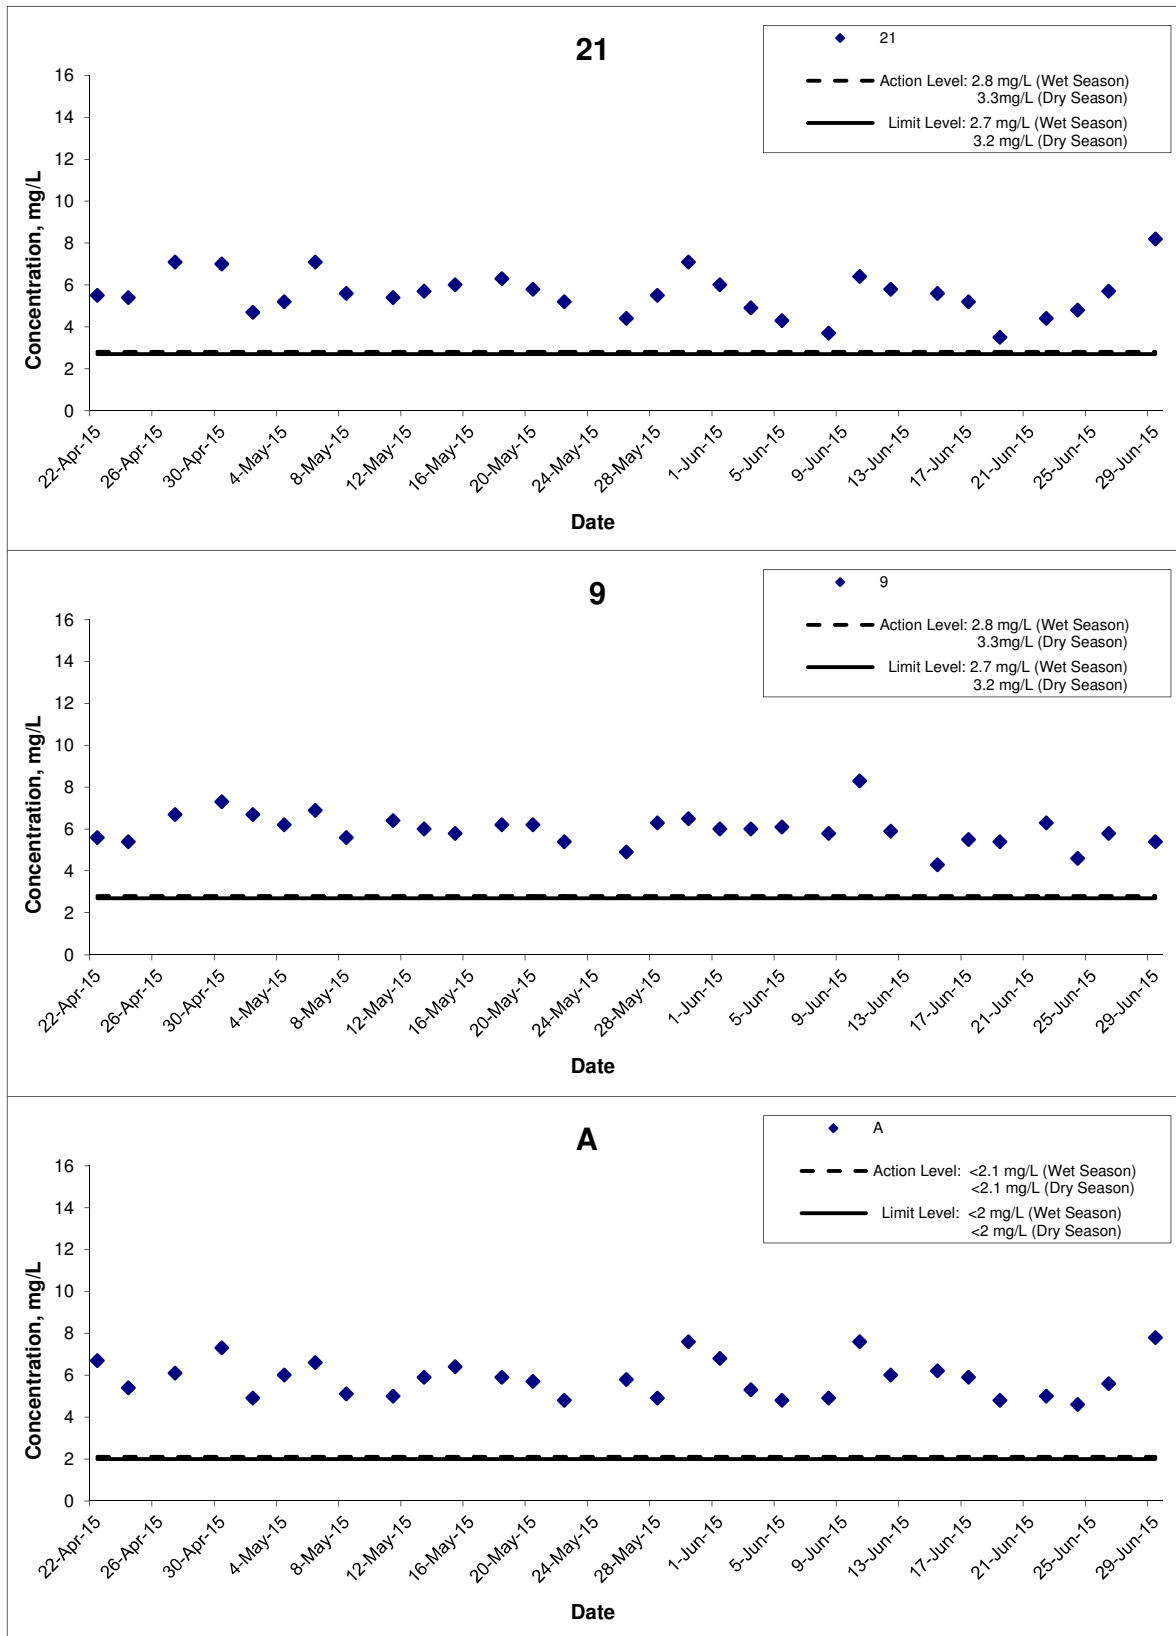 21
21
Action Level: 2.8 mg/L (Wet Season)
3.3mg/L (Dry Season)
Limit Level: 2.7 mg/L (Wet Season)
3.2 mg/L (Dry Season)
Concentration, mg/L
16
14
12
10
8
6
4
2
0
22-Apr-15
26-Apr-15
30-Apr-15
4-May-15
8-May-15
12-May-15
16-May-15
20-May-15
24-May-15
28-May-15
1-Jun-15
5-Jun-15
9-Jun-15
13-Jun-15
17-Jun-15
21-Jun-15
25-Jun-15
29-Jun-15
Date
9
9
Action Level: 2.8 mg/L (Wet Season)
3.3mg/L (Dry Season)
Limit Level: 2.7 mg/L (Wet Season)
3.2 mg/L (Dry Season)
Concentration, mg/L
16
14
12
10
8
6
4
2
0
22-Apr-15
26-Apr-15
30-Apr-15
4-May-15
8-May-15
12-May-15
16-May-15
20-May-15
24-May-15
28-May-15
1-Jun-15
5-Jun-15
9-Jun-15
13-Jun-15
17-Jun-15
21-Jun-15
25-Jun-15
29-Jun-15
Date
A
A
Action Level: <2.1 mg/L (Wet Season)
<2.1 mg/L (Dry Season)
Limit Level: <2 mg/L (Wet Season)
<2 mg/L (Dry Season)
Concentration, mg/L
16
14
12
10
8
6
4
2
0
22-Apr-15
26-Apr-15
30-Apr-15
4-May-15
8-May-15
12-May-15
16-May-15
20-May-15
24-May-15
28-May-15
1-Jun-15
5-Jun-15
9-Jun-15
13-Jun-15
17-Jun-15
21-Jun-15
25-Jun-15
29-Jun-15
Date